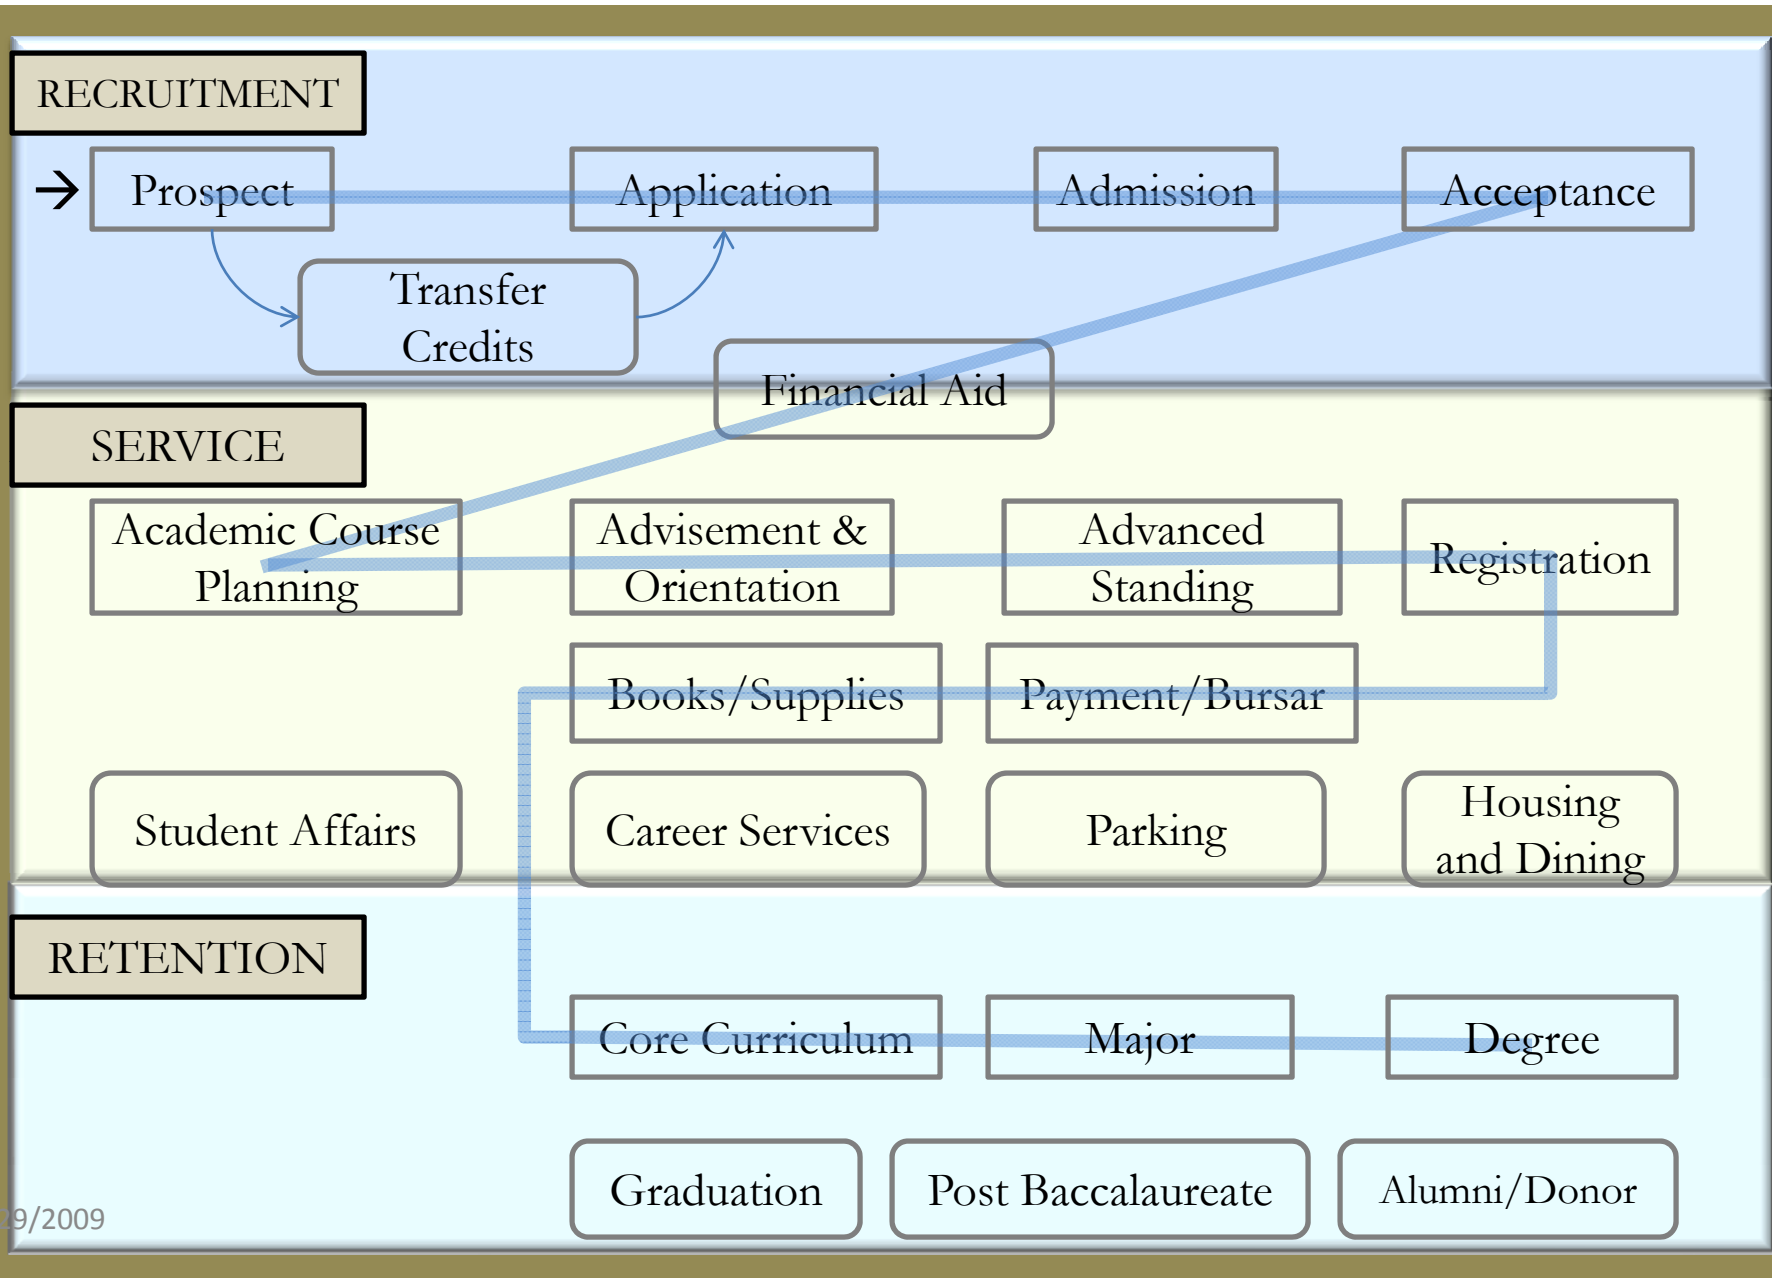 RECRUITMENT
→ Prospect
Application
Admission
Acceptance
Transfer
Credits
Financial Aid
SERVICE
Academic Course
Planning
Advisement &
Orientation
Advanced
Standing
Registration
Books/Supplies
Payment/Bursar
Student Affairs
Career Services
Parking
Housing
and Dining
RETENTION
Core Curriculum
Major
Degree
Graduation
Post Baccalaureate
Alumni/Donor
29/2009